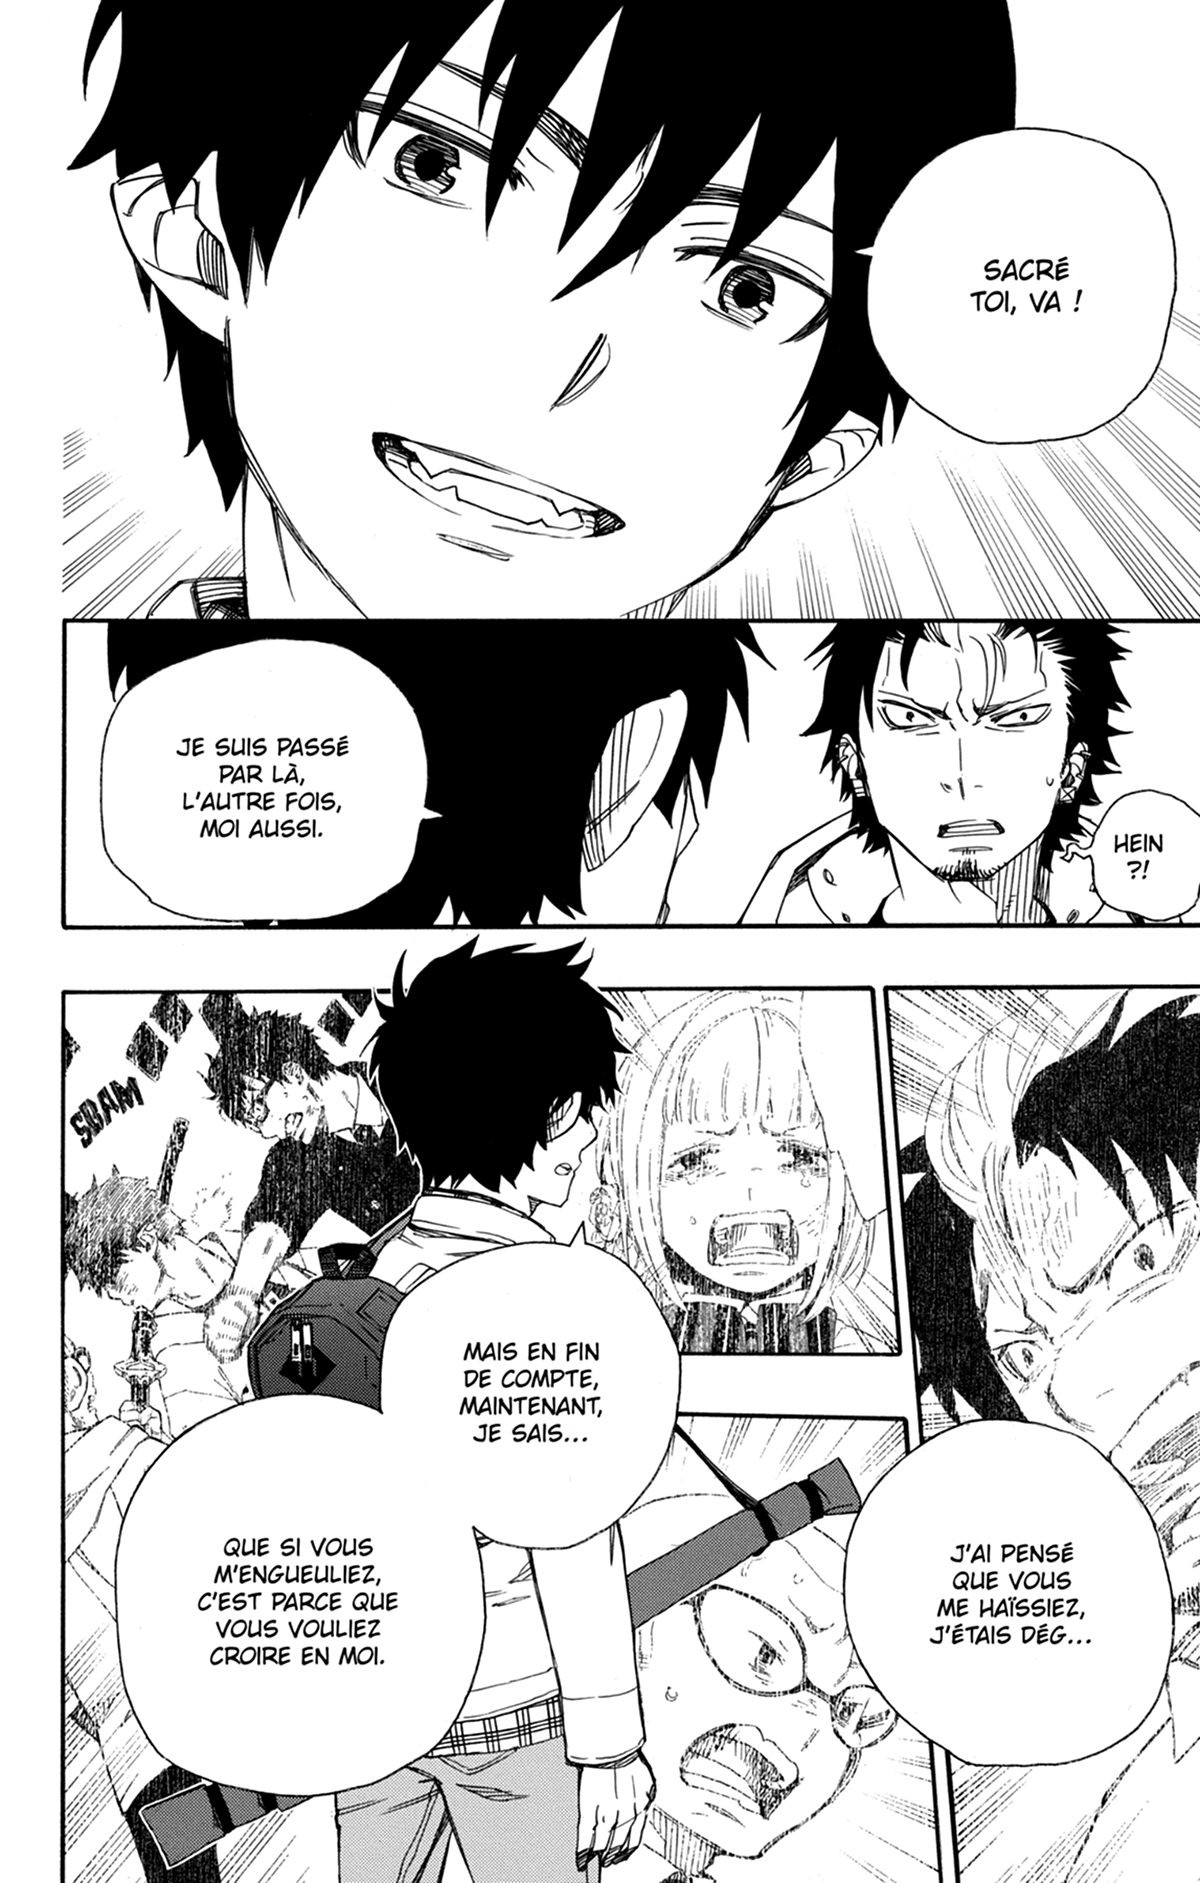 SACRÉ
TOI, VA !
HEIN
?!
JE SUIS PASSÉ
PAR LÀ,
L'AUTRE FOIS,
MOI AUSSI.
J'AI PENSÉ
QUE VOUS
ME HAÏSSIEZ,
J'ÉTAIS DÉG...
MAIS EN FIN
DE COMPTE,
MAINTENANT,
JE SAIS...
QUE SI VOUS
M'ENGUEULIEZ,
C'EST PARCE QUE
VOUS VOULIEZ
CROIRE EN MOI.
SBAM